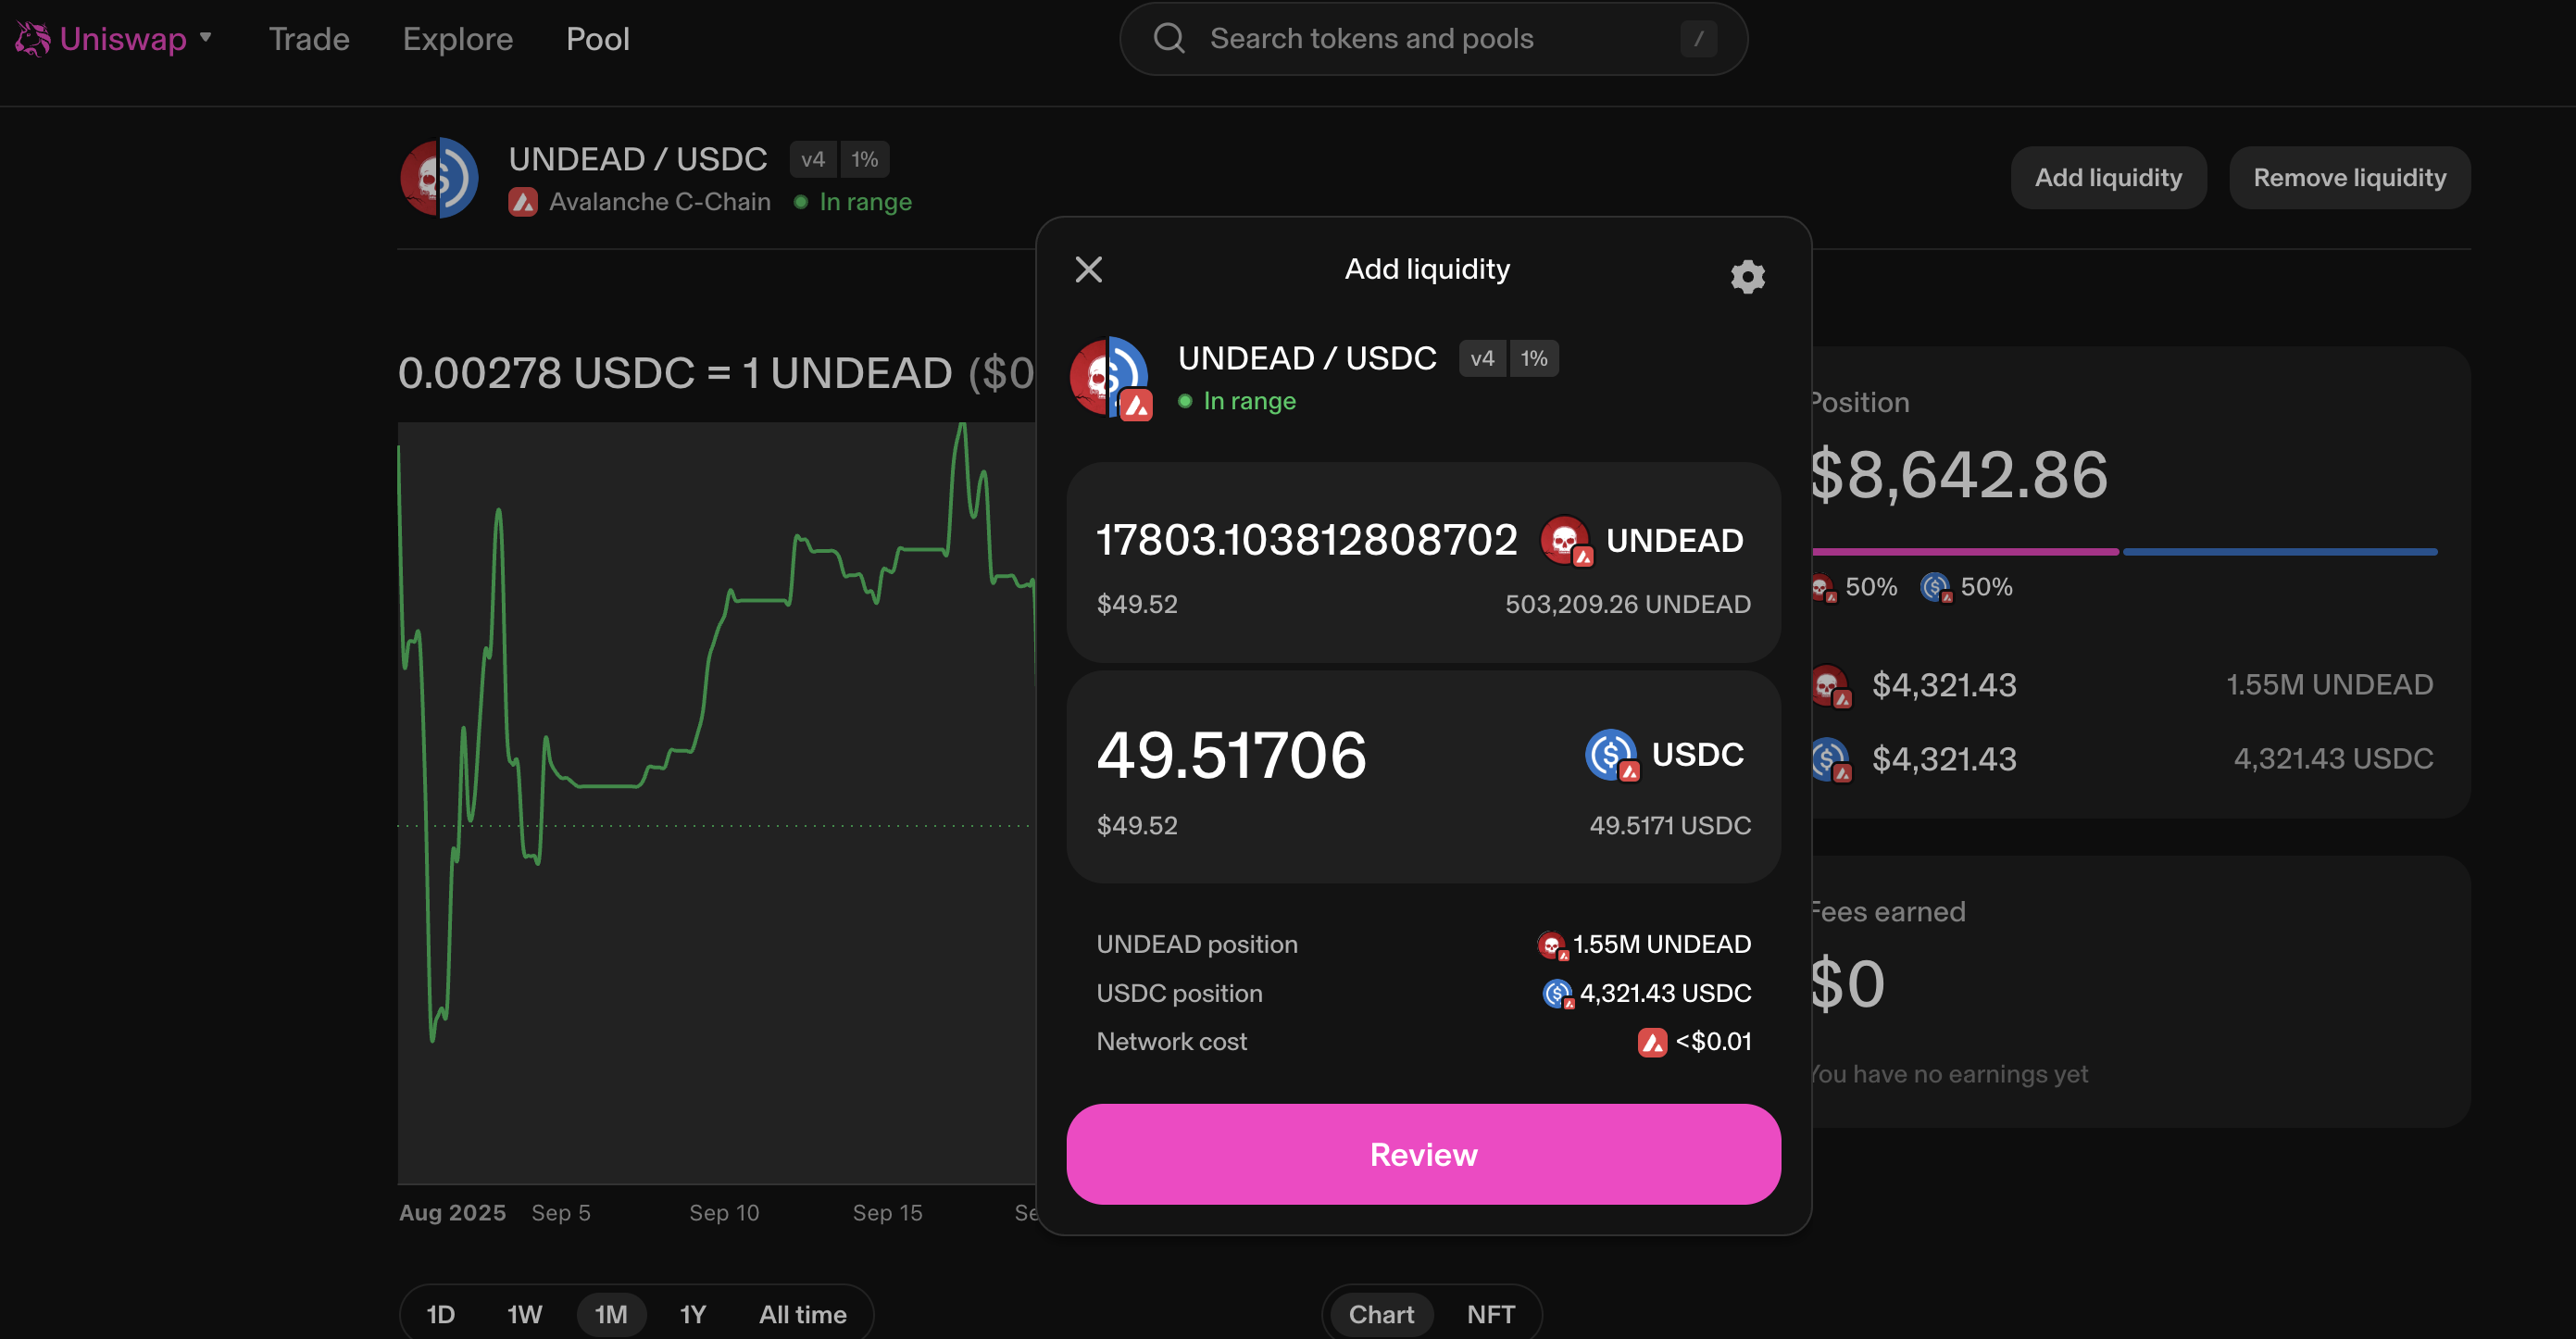 Uniswap Trade Explore Pool Search tokens and pools /
UNDEAD / USDC v4 1%
Avalanche C-Chain In range
Add liquidity Remove liquidity
0.00278 USDC = 1 UNDEAD ($0
Aug 2025 Sep 5 Sep 10 Sep 15
1D 1W 1M 1Y All time
Chart NFT
Add liquidity
UNDEAD / USDC v4 1%
In range
17803.103812808702 UNDEAD
$49.52 503,209.26 UNDEAD
49.51706 USDC
$49.52 49.5171 USDC
UNDEAD position 1.55M UNDEAD
USDC position 4,321.43 USDC
Network cost <$0.01
Review
Position
$8,642.86
50% 50%
$4,321.43 1.55M UNDEAD
$4,321.43 4,321.43 USDC
Fees earned
$0
You have no earnings yet